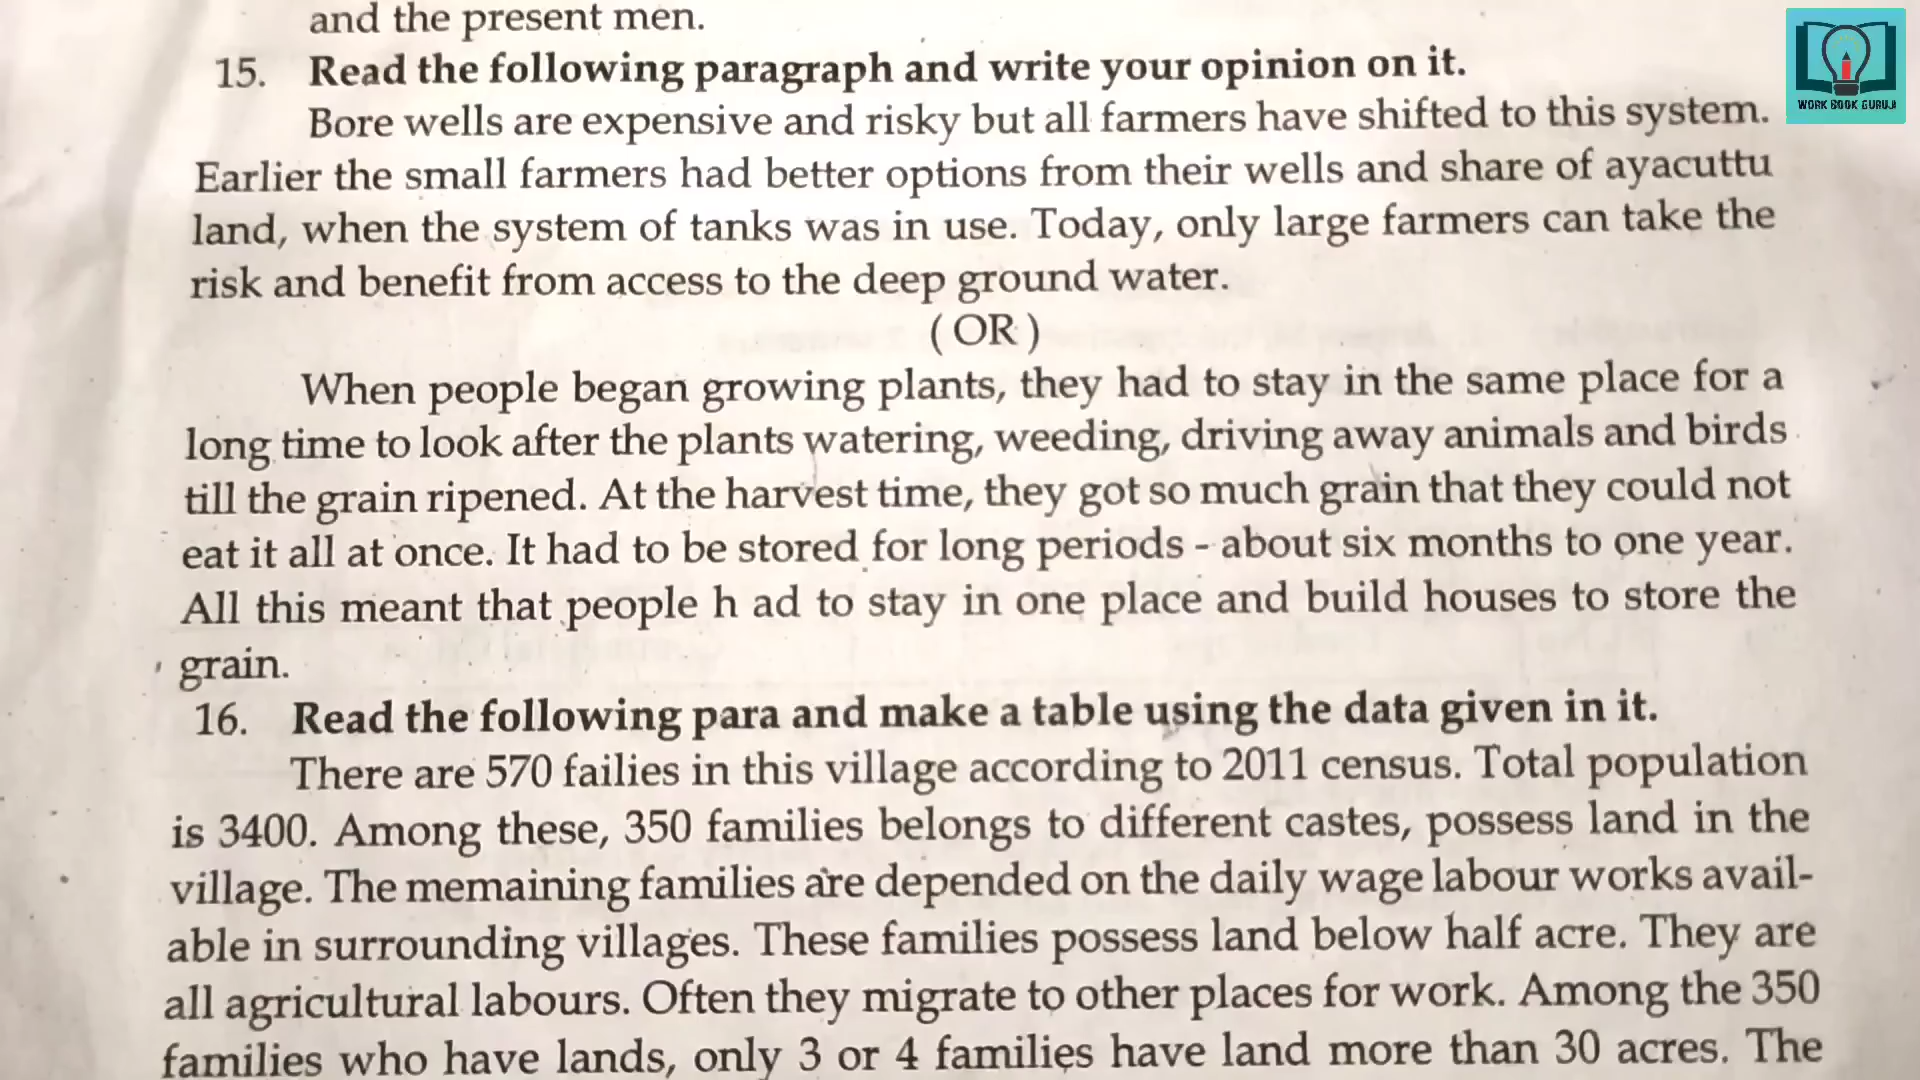 and the present men.
15. Read the following paragraph and write your opinion on it.
Bore wells are expensive and risky but all farmers have shifted to this system.
Earlier the small farmers had better options from their wells and share of ayacuttu
land, when the system of tanks was in use. Today, only large farmers can take the
risk and benefit from access to the deep ground water.
( OR )
When people began growing plants, they had to stay in the same place for a
long time to look after the plants watering, weeding, driving away animals and birds
till the grain ripened. At the harvest time, they got so much grain that they could not
eat it all at once. It had to be stored for long periods - about six months to one year.
All this meant that people h ad to stay in one place and build houses to store the
grain.
16. Read the following para and make a table using the data given in it.
There are 570 failies in this village according to 2011 census. Total population
is 3400. Among these, 350 families belongs to different castes, possess land in the
village. The memaining families are depended on the daily wage labour works avail-
able in surrounding villages. These families possess land below half acre. They are
all agricultural labours. Often they migrate to other places for work. Among the 350
families who have lands, only 3 or 4 families have land more than 30 acres. The
WORK BOOK GURUJI